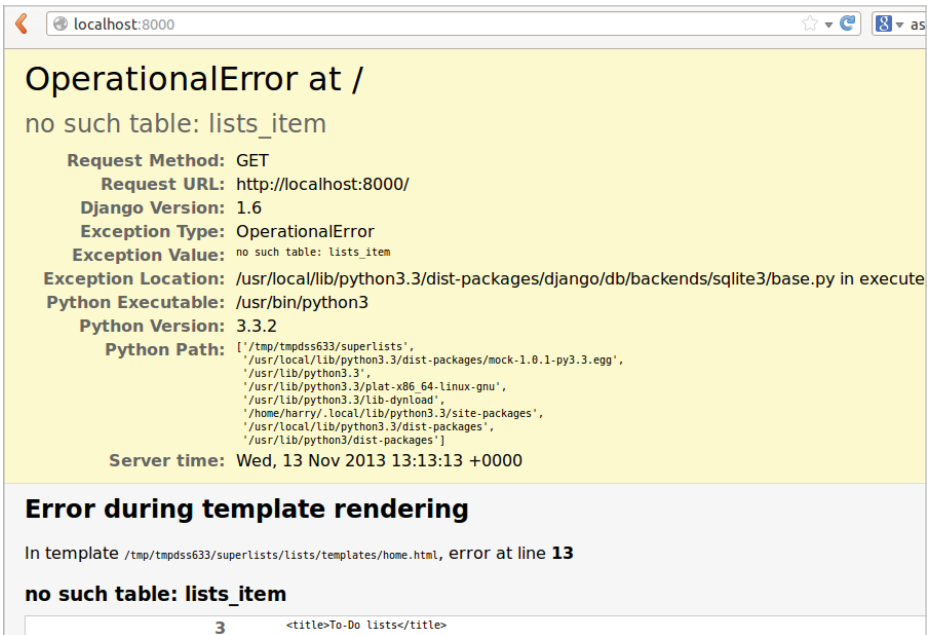 localhost:8000
8 as
OperationalError at /
no such table: lists_item
Request Method: GET
Request URL: http://localhost:8000/
Django Version: 1.6
Exception Type: OperationalError
Exception Value: no such table: lists_item
Exception Location: /usr/local/lib/python3.3/dist-packages/django/db/backends/sqlite3/base.py in execute,
Python Executable: /usr/bin/python3
Python Version: 3.3.2
Python Path: ['/tmp/tmpdss633/superlists',
'/usr/local/lib/python3.3/dist-packages/mock-1.0.1-py3.3.egg',
'/usr/lib/python3.3',
'/usr/lib/python3.3/plat-x86_64-linux-gnu',
'/usr/lib/python3.3/lib-dynload',
'/home/harry/.local/lib/python3.3/site-packages',
'/usr/local/lib/python3.3/dist-packages',
'/usr/lib/python3/dist-packages']
Server time: Wed, 13 Nov 2013 13:13:13 +0000
Error during template rendering
In template /tmp/tmpdss633/superlists/lists/templates/home.html, error at line 13
no such table: lists_item
3 <title>To-Do lists</title>